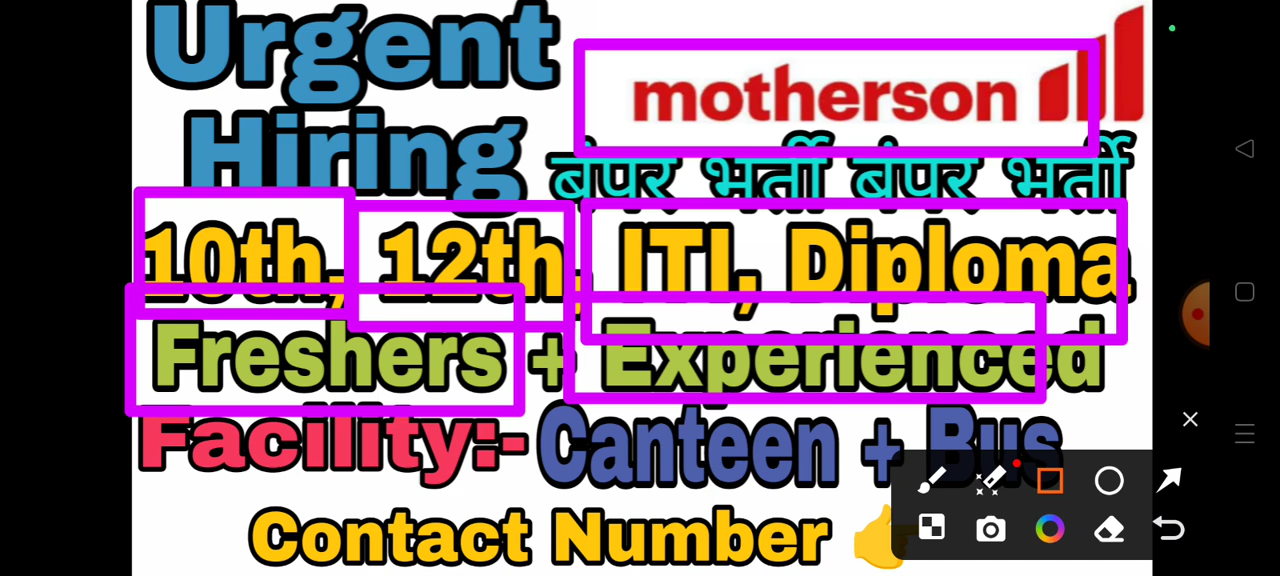 Urgent
Hiring
motherson
बंपर भर्ती बंपर भर्ती
10th, 12th, ITI, Diploma
Freshers + Experienced
Facility:- Canteen + Bus
Contact Number